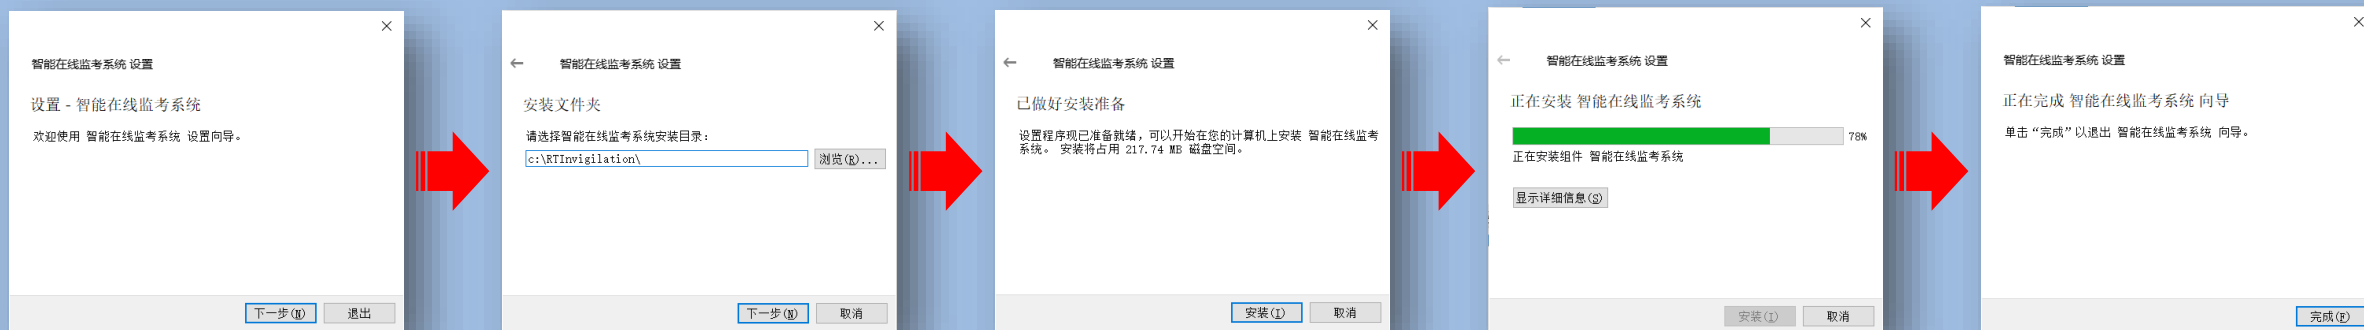 智能在线监考系统 设置
设置 - 智能在线监考系统
欢迎使用 智能在线监考系统 设置向导。
下一步(N)
退出
智能在线监考系统 设置
安装文件夹
请选择智能在线监考系统安装目录：
c:\RTInvigilation\
浏览(R)...
下一步(N)
取消
智能在线监考系统 设置
已做好安装准备
设置程序现已准备就绪，可以开始在您的计算机上安装 智能在线监考
系统。 安装将占用 217.74 MB 磁盘空间。
安装(I)
取消
智能在线监考系统 设置
正在安装 智能在线监考系统
78%
正在安装组件 智能在线监考系统
显示详细信息(S)
安装(I)
取消
智能在线监考系统 设置
正在完成 智能在线监考系统 向导
单击“完成”以退出 智能在线监考系统 向导。
完成(F)